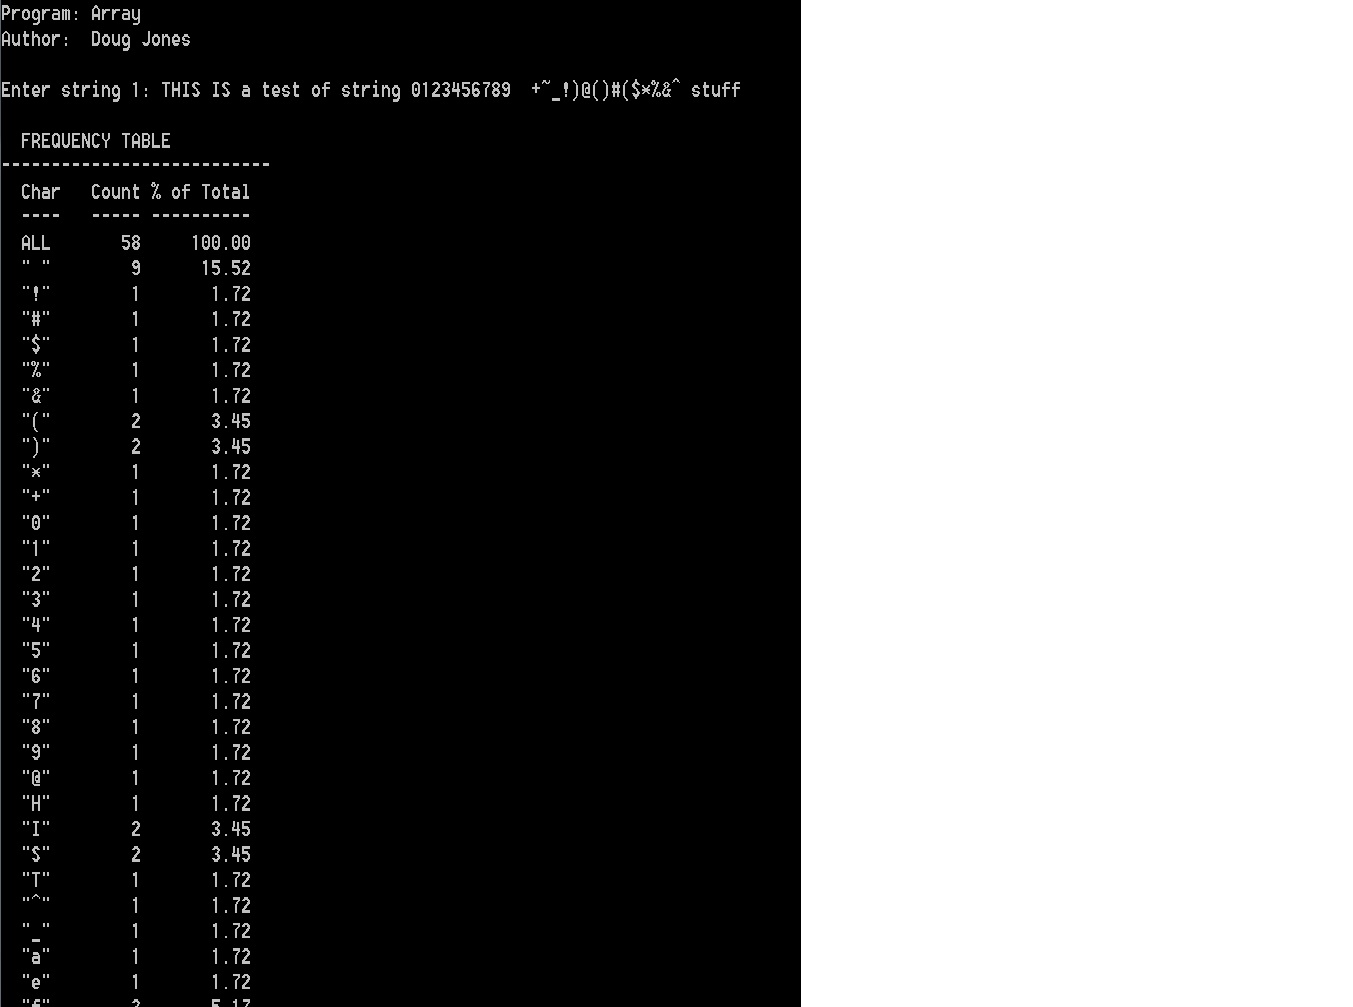 Program: Array
Author:  Doug Jones
Enter string 1: THIS IS a test of string 0123456789  +~_!)@()#($*%&^ stuff
FREQUENCY TABLE
---------------------------
Char   Count % of Total
----   ----- ----------
ALL       58     100.00
" "        9      15.52
"!"        1       1.72
"#"        1       1.72
"$"        1       1.72
"%"        1       1.72
"&"        1       1.72
"("        2       3.45
")"        2       3.45
"*"        1       1.72
"+"        1       1.72
"0"        1       1.72
"1"        1       1.72
"2"        1       1.72
"3"        1       1.72
"4"        1       1.72
"5"        1       1.72
"6"        1       1.72
"7"        1       1.72
"8"        1       1.72
"9"        1       1.72
"@"        1       1.72
"H"        1       1.72
"I"        2       3.45
"S"        2       3.45
"T"        1       1.72
"^"        1       1.72
"_"        1       1.72
"a"        1       1.72
"e"        1       1.72
"f"        3       5.17